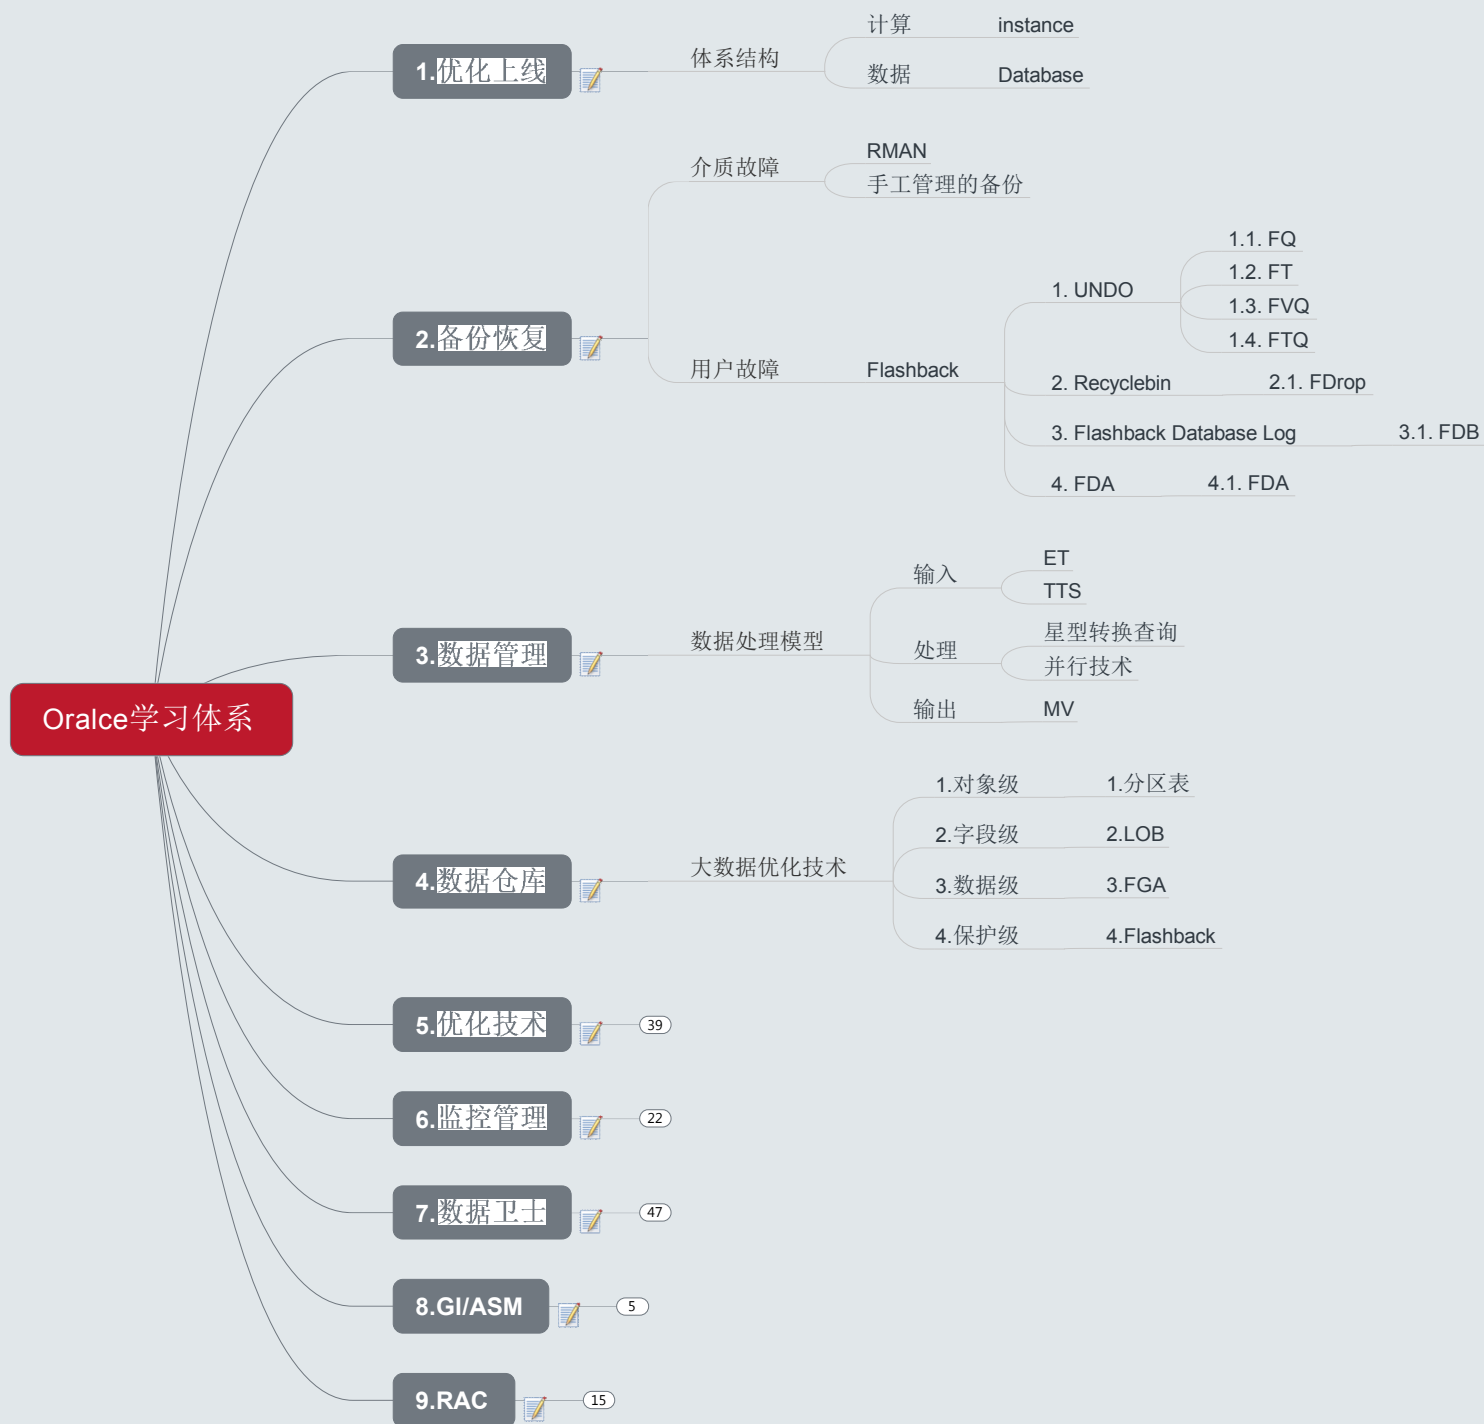 Oralce学习体系
1.优化上线
体系结构
计算
instance
数据
Database
2.备份恢复
介质故障
RMAN
手工管理的备份
用户故障
Flashback
1. UNDO
1.1. FQ
1.2. FT
1.3. FVQ
1.4. FTQ
2. Recyclebin
2.1. FDrop
3. Flashback Database Log
3.1. FDB
4. FDA
4.1. FDA
3.数据管理
数据处理模型
输入
ET
TTS
处理
星型转换查询
并行技术
输出
MV
4.数据仓库
大数据优化技术
1.对象级
1.分区表
2.字段级
2.LOB
3.数据级
3.FGA
4.保护级
4.Flashback
5.优化技术
39
6.监控管理
22
7.数据卫士
47
8.GI/ASM
5
9.RAC
15